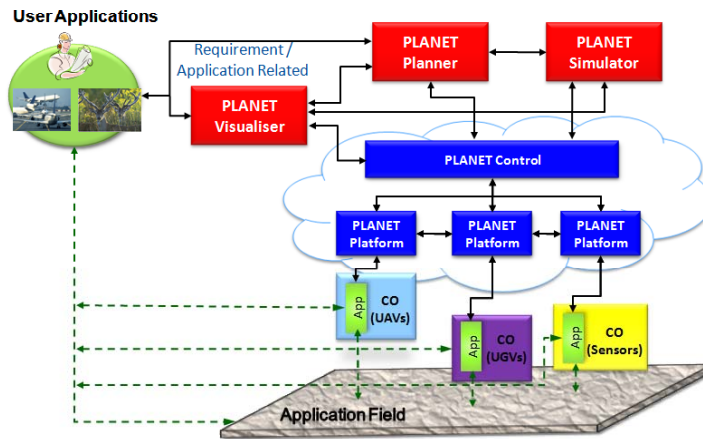 User Applications
Requirement /
Application Related
PLANET
Planner
PLANET
Simulator
PLANET
Visualiser
PLANET Control
PLANET
Platform
PLANET
Platform
PLANET
Platform
App
CO
(UAVs)
App
CO
(UGVs)
App
CO
(Sensors)
Application Field